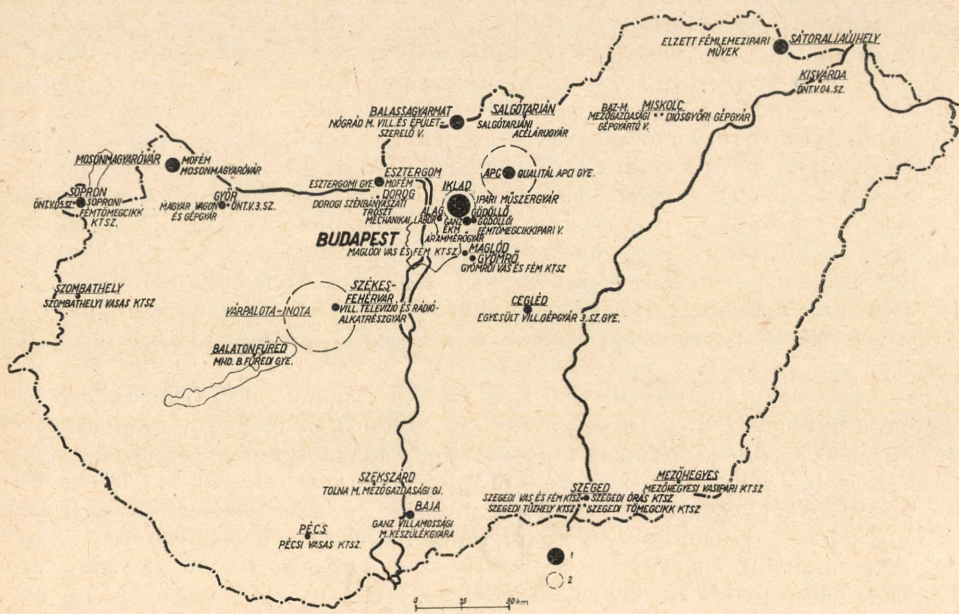 ELZETT FÉMLEMEZIPARI
MŰVEK
SÁTORALJAÚJHELY
KISVÁRDA
ÖNT.V.04.SZ.
BALASSAGYARMAT
NÓGRÁD M. VILL. ÉS ÉPÜLET-
SZERELŐ V.
SALGÓTARJÁN
SALGÓTARJÁNI
ACÉLÁRUGYÁR
BAZ-M.
MEZŐGAZDASÁGI
GÉPGYÁRTÓ V.
MISKOLC
DIÓSGYŐRI GÉPGYÁR
MOSONMAGYARÓVÁR
MOFÉM
MOSONMAGYARÓVÁR
SOPRON
SOPRONI
FÉMTÖMEGCIKK
KTSZ.
GYŐR
MAGYAR VAGON
ÉS GÉPGYÁR
ÖNT.V.3.SZ.
ESZTERGOM
ESZTERGOMI GYE.
MOFÉM
DOROG
DOROGI SZÉNBÁNYÁSZATI
TRÖSZT
MECHANIKAI LABOR
APC
QUALITÁL APCI GYE.
IKLAD
IPARI MŰSZERGYÁR
GÖDÖLLŐ
GANZ
ÁRAMMÉRŐGYÁR
GÖDÖLLŐI
FÉMTÖMEGCIKKIPARI V.
BUDAPEST
MAGLÓD
MAGLÓDI VAS ÉS FÉM KTSZ.
GYÖMRŐ
GYÖMRŐI VAS ÉS FÉM KTSZ
SZOMBATHELY
SZOMBATHELYI VASAS KTSZ
VÁRPALOTA-INOTA
SZÉKES-
FEHÉRVÁR
VILL. TELEVÍZIÓ ÉS RÁDIÓ-
ALKATRÉSZGYÁR
CEGLÉD
EGYESÜLT VILL.GÉPGYÁR 3.SZ.GYE.
BALATONFÜRED
MHD. B.FÜREDI GYE.
SZEKSZÁRD
TOLNA M. MEZŐGAZDASÁGI GJ.
BAJA
GANZ VILLAMOSSÁGI
M.KÉSZÜLÉKGYÁRA
PÉCS
PÉCSI VASAS KTSZ.
SZEGED
SZEGEDI VAS ÉS FÉM KTSZ
SZEGEDI ÓRÁS KTSZ
SZEGEDI TŰZHELY KTSZ
SZEGEDI TÖMEGCIKK KTSZ
MEZŐHEGYES
MEZŐHEGYESI VASIPARI KTSZ
1
2
0 25 50 km